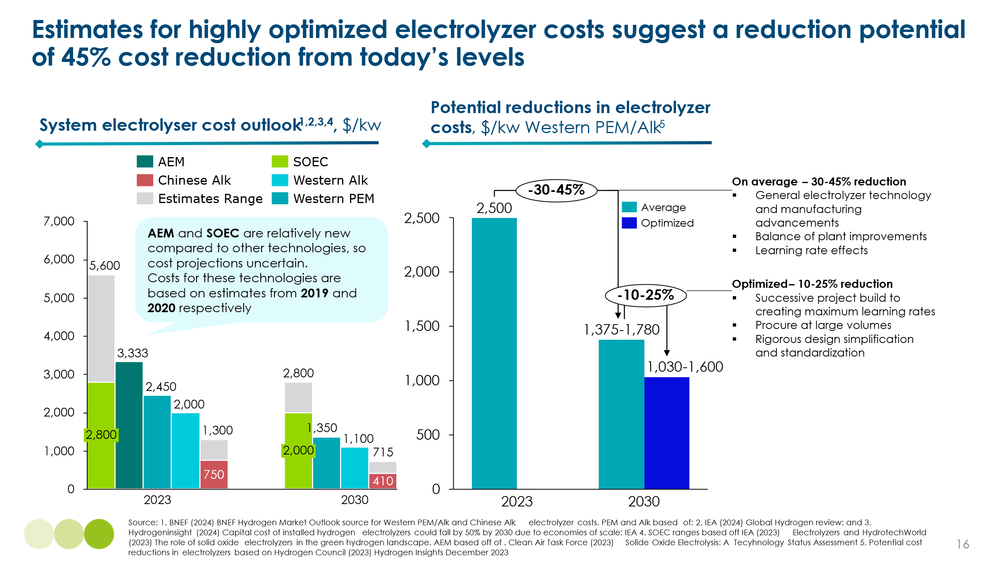 Estimates for highly optimized electrolyzer costs suggest a reduction potential
of 45% cost reduction from today’s levels
System electrolyser cost outlook1,2,3,4, $/kw
AEM
SOEC
Chinese Alk
Western Alk
Estimates Range
Western PEM
7,000
6,000
5,000
4,000
3,000
2,000
1,000
0
AEM and SOEC are relatively new
compared to other technologies, so
cost projections uncertain.
Costs for these technologies are
based on estimates from 2019 and
2020 respectively
5,600
2,800
3,333
2,450
2,000
1,300
750
2,800
2,000
1,350
1,100
715
410
2023
2030
Potential reductions in electrolyzer
costs, $/kw Western PEM/Alk5
-30-45%
Average
Optimized
2,500
2,000
1,500
1,000
500
0
2,500
-10-25%
1,375-1,780
1,030-1,600
2023
2030
On average – 30-45% reduction
▪ General electrolyzer technology
and manufacturing
advancements
▪ Balance of plant improvements
▪ Learning rate effects
Optimized– 10-25% reduction
▪ Successive project build to
creating maximum learning rates
▪ Procure at large volumes
▪ Rigorous design simplification
and standardization
Source: 1. BNEF (2024) BNEF Hydrogen Market Outlook source for Western PEM/Alk and Chinese Alk electrolyzer costs. PEM and Alk based of: 2. IEA (2024) Global Hydrogen review; and 3.
Hydrogeninsight (2024) Capital cost of installed hydrogen electrolyzers could fall by 50% by 2030 due to economies of scale: IEA 4. SOEC ranges based off IEA (2023) Electrolyzers and HydrotechWorld
(2023) The role of solid oxide electrolyzers in the green hydrogen landscape. AEM based off of . Clean Air Task Force (2023) Solide Oxide Electrolysis: A Tecyhnology Status Assessment 5. Potential cost
reductions in electrolyzers based on Hydrogen Council (2023) Hydrogen Insights December 2023
16